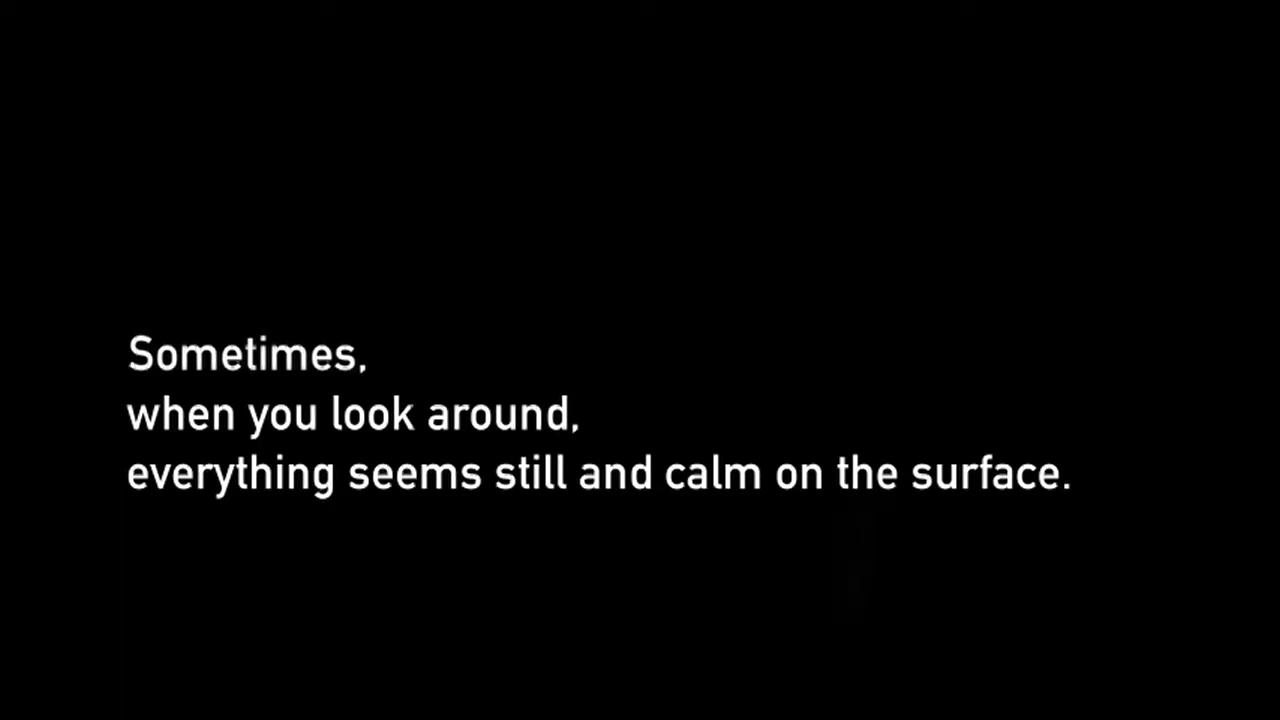 Sometimes,
when you look around,
everything seems still and calm on the surface.